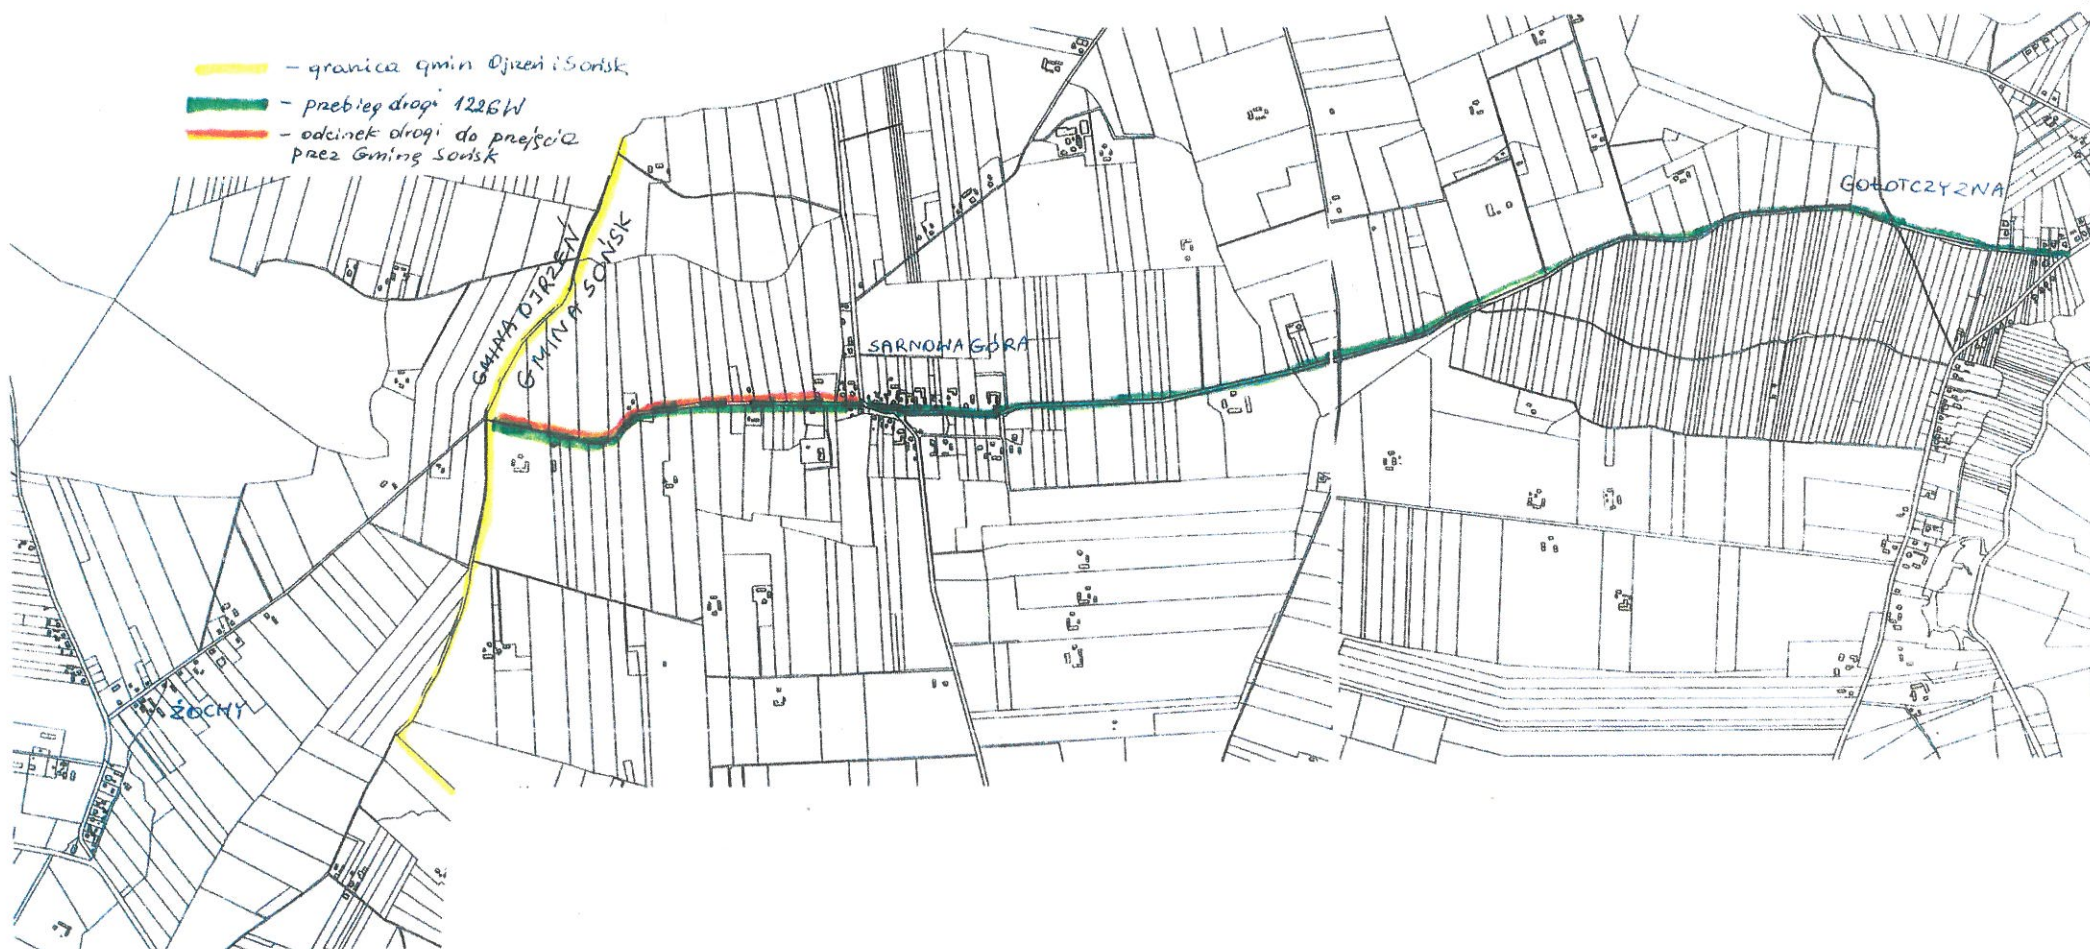 - granica gmin Ojrzeń i Sońsk
- przebieg drogi 1226W
- odcinek drogi do przejęcia
przez Gminę Sońsk
GOŁOTCZYZNA
GMINA OJRZEŃ
GMINA SOŃSK
SARNOWA GÓRA
ŻOCHY